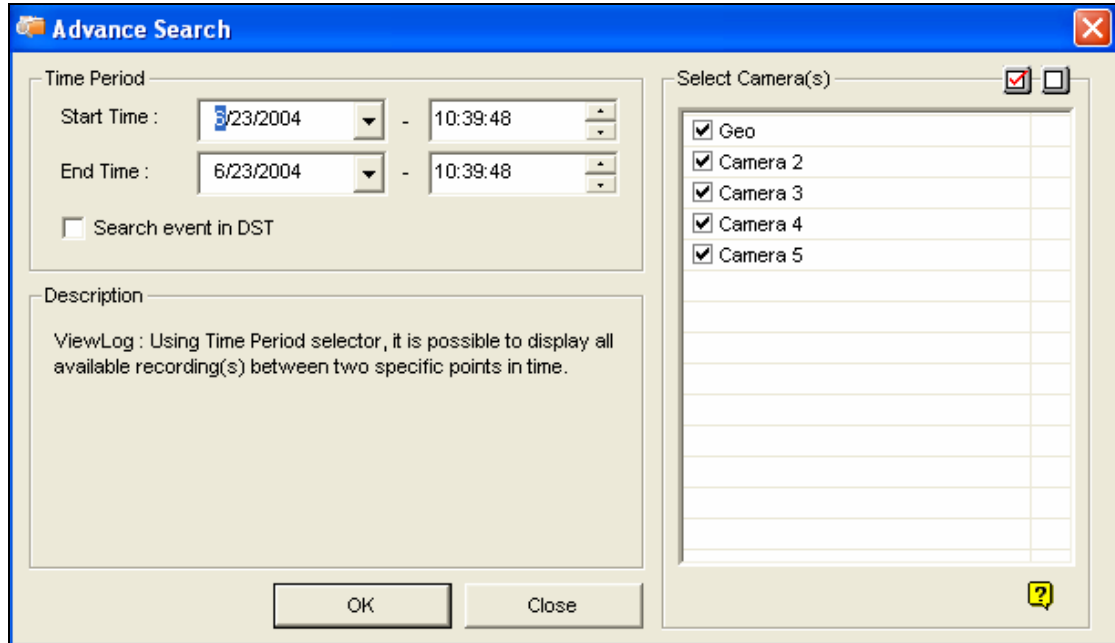 Advance Search
Time Period
Start Time : 6/23/2004 - 10:39:48
End Time : 6/23/2004 - 10:39:48
Search event in DST
Description
ViewLog : Using Time Period selector, it is possible to display all
available recording(s) between two specific points in time.
OK
Close
Select Camera(s)
Geo
Camera 2
Camera 3
Camera 4
Camera 5
?